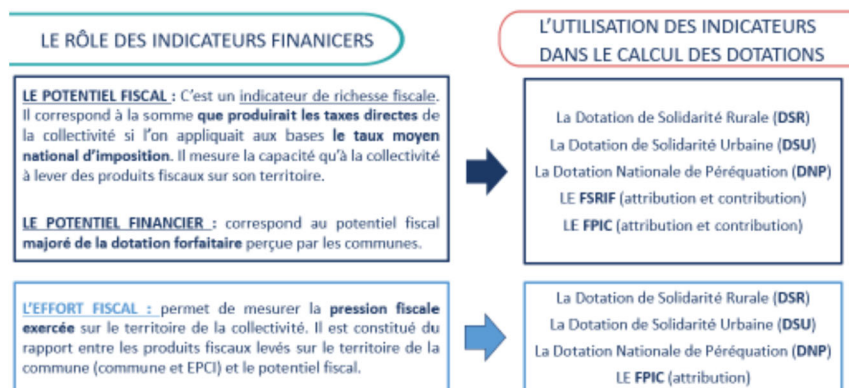 LE RÔLE DES INDICATEURS FINANCIERS
L'UTILISATION DES INDICATEURS
DANS LE CALCUL DES DOTATIONS
LE POTENTIEL FISCAL : C'est un indicateur de richesse fiscale.
Il correspond à la somme que produirait les taxes directes de
la collectivité si l'on appliquait aux bases le taux moyen
national d'imposition. Il mesure la capacité qu'à la collectivité
à lever des produits fiscaux sur son territoire.
LE POTENTIEL FINANCIER : correspond au potentiel fiscal
majoré de la dotation forfaitaire perçue par les communes.
La Dotation de Solidarité Rurale (DSR)
La Dotation de Solidarité Urbaine (DSU)
La Dotation Nationale de Péréquation (DNP)
LE FSRIF (attribution et contribution)
LE FPIC (attribution et contribution)
L'EFFORT FISCAL : permet de mesurer la pression fiscale
exercée sur le territoire de la collectivité. Il est constitué du
rapport entre les produits fiscaux levés sur le territoire de la
commune (commune et EPCI) et le potentiel fiscal.
La Dotation de Solidarité Rurale (DSR)
La Dotation de Solidarité Urbaine (DSU)
La Dotation Nationale de Péréquation (DNP)
LE FPIC (attribution)